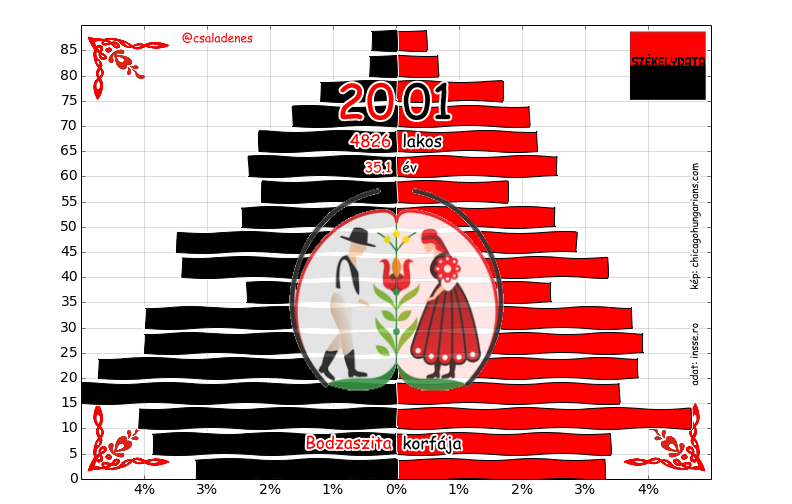 @csaladenes
SZÉKELYDATA
2001
4826 lakos
35.1 év
kép: chicagohungarians.com,
adat: insse.ro
Bodzaszita korfája
85
80
75
70
65
60
55
50
45
40
35
30
25
20
15
10
5
0
4% 3% 2% 1% 0% 1% 2% 3% 4%